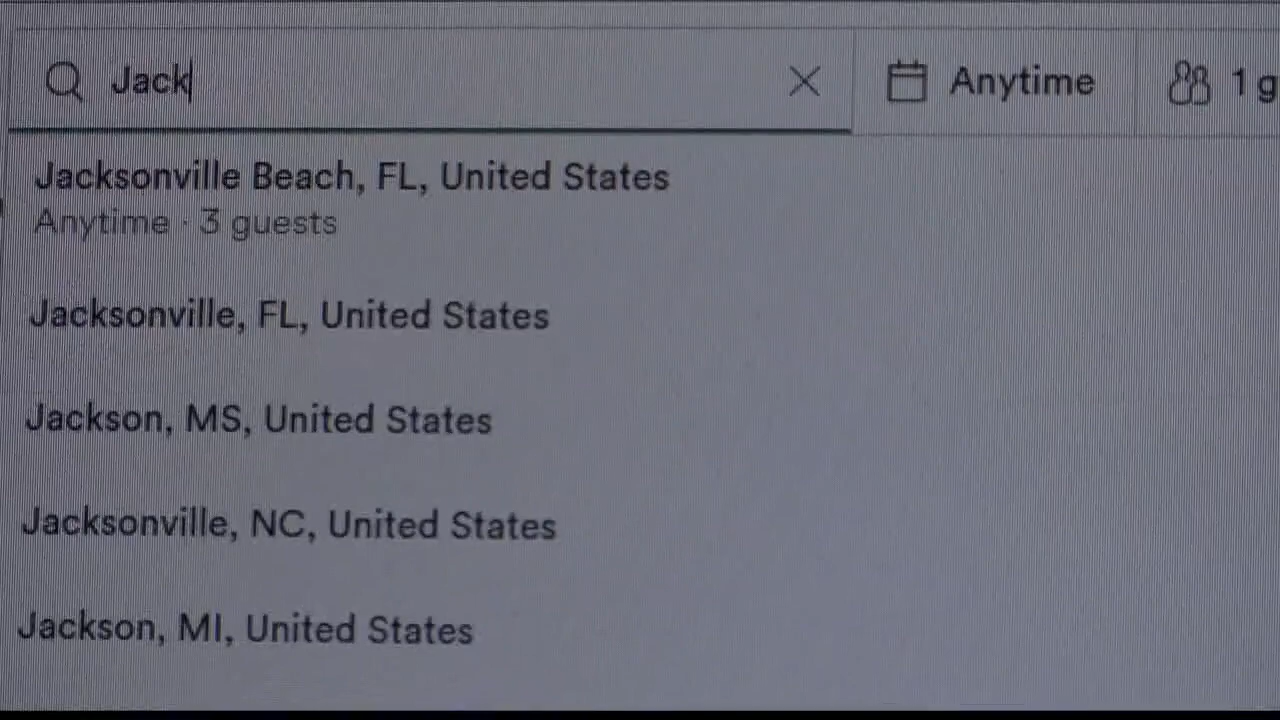 Jack Anytime 1 g
Jacksonville Beach, FL, United States
Anytime · 3 guests
Jacksonville, FL, United States
Jackson, MS, United States
Jacksonville, NC, United States
Jackson, MI, United States